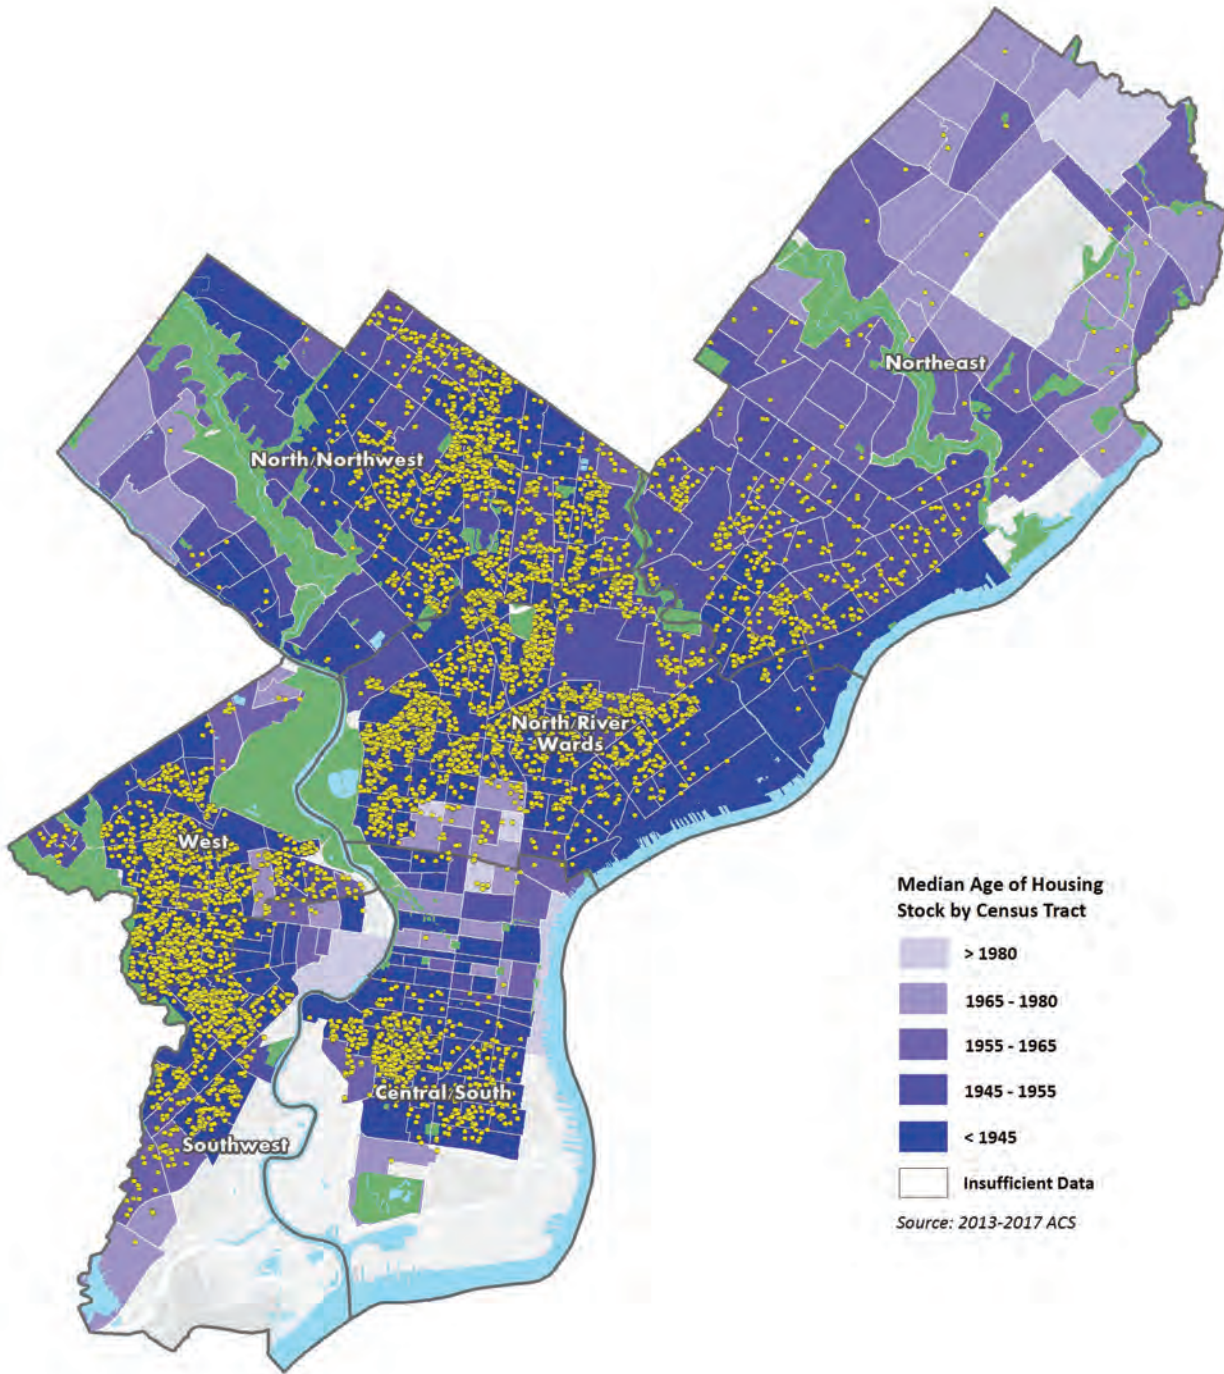 Northeast
North/Northwest
North River
Wards
West
Central/South
Southwest
Median Age of Housing
Stock by Census Tract
> 1980
1965 - 1980
1955 - 1965
1945 - 1955
< 1945
Insufficient Data
Source: 2013-2017 ACS